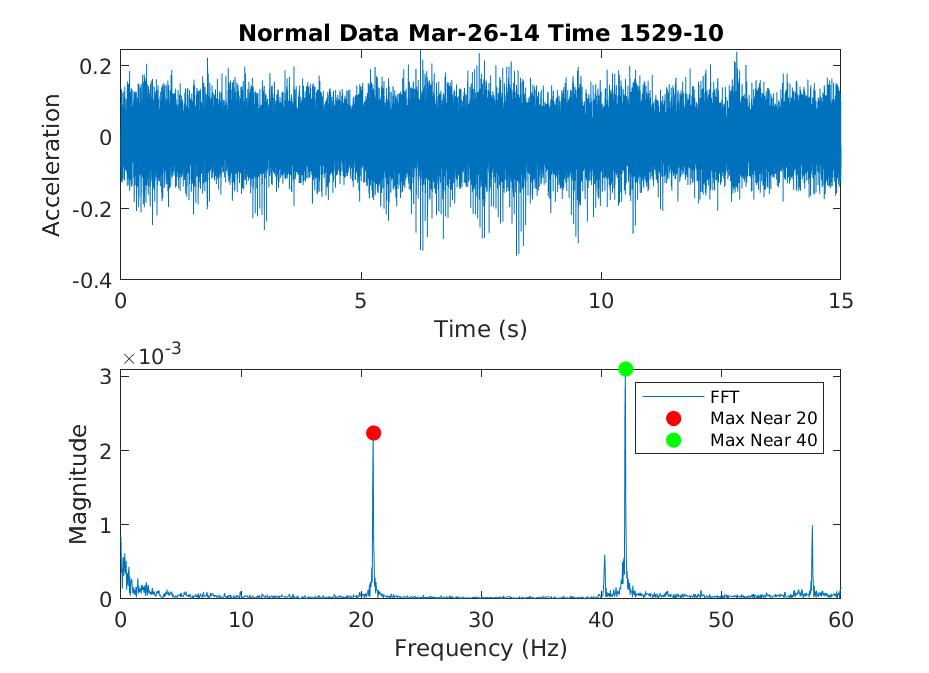 Normal Data Mar-26-14 Time 1529-10
0.2
0
-0.2
-0.4
Acceleration
0 5 10 15
Time (s)
×10-3
3
2
1
0
Magnitude
FFT
Max Near 20
Max Near 40
0 10 20 30 40 50 60
Frequency (Hz)